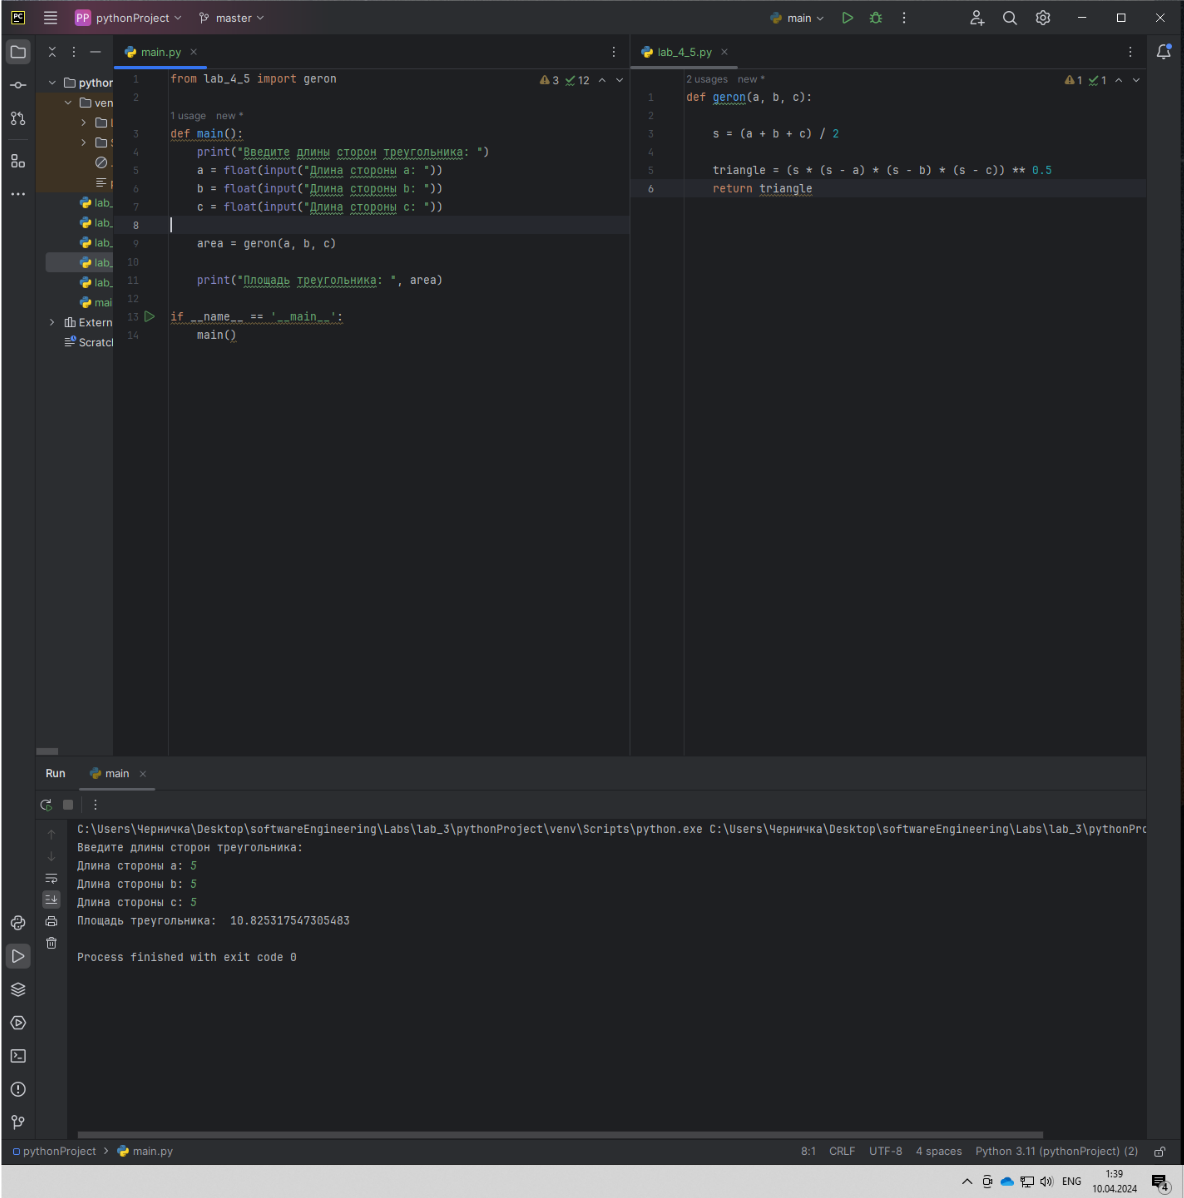 PC PP pythonProject master main
main.py
lab_4_5.py
python
ven
lab_
lab_
lab_
lab_
lab_
mai
Extern
Scratch
3 12
1 from lab_4_5 import geron
2
1 usage new *
3 def main():
4 print("Введите длины сторон треугольника: ")
5 a = float(input("Длина стороны a: "))
6 b = float(input("Длина стороны b: "))
7 c = float(input("Длина стороны c: "))
8
9 area = geron(a, b, c)
10
11 print("Площадь треугольника: ", area)
12
13 if __name__ == '__main__':
14 main()
2 usages new *
1 1
1 def geron(a, b, c):
2
3 s = (a + b + c) / 2
4
5 triangle = (s * (s - a) * (s - b) * (s - c)) ** 0.5
6 return triangle
Run main
C:\Users\Черничка\Desktop\softwareEngineering\Labs\lab_3\pythonProject\venv\Scripts\python.exe C:\Users\Черничка\Desktop\softwareEngineering\Labs\lab_3\pythonPro
Введите длины сторон треугольника:
Длина стороны a: 5
Длина стороны b: 5
Длина стороны c: 5
Площадь треугольника: 10.825317547305483
Process finished with exit code 0
pythonProject > main.py
8:1 CRLF UTF-8 4 spaces Python 3.11 (pythonProject) (2)
ENG
1:39
10.04.2024
4